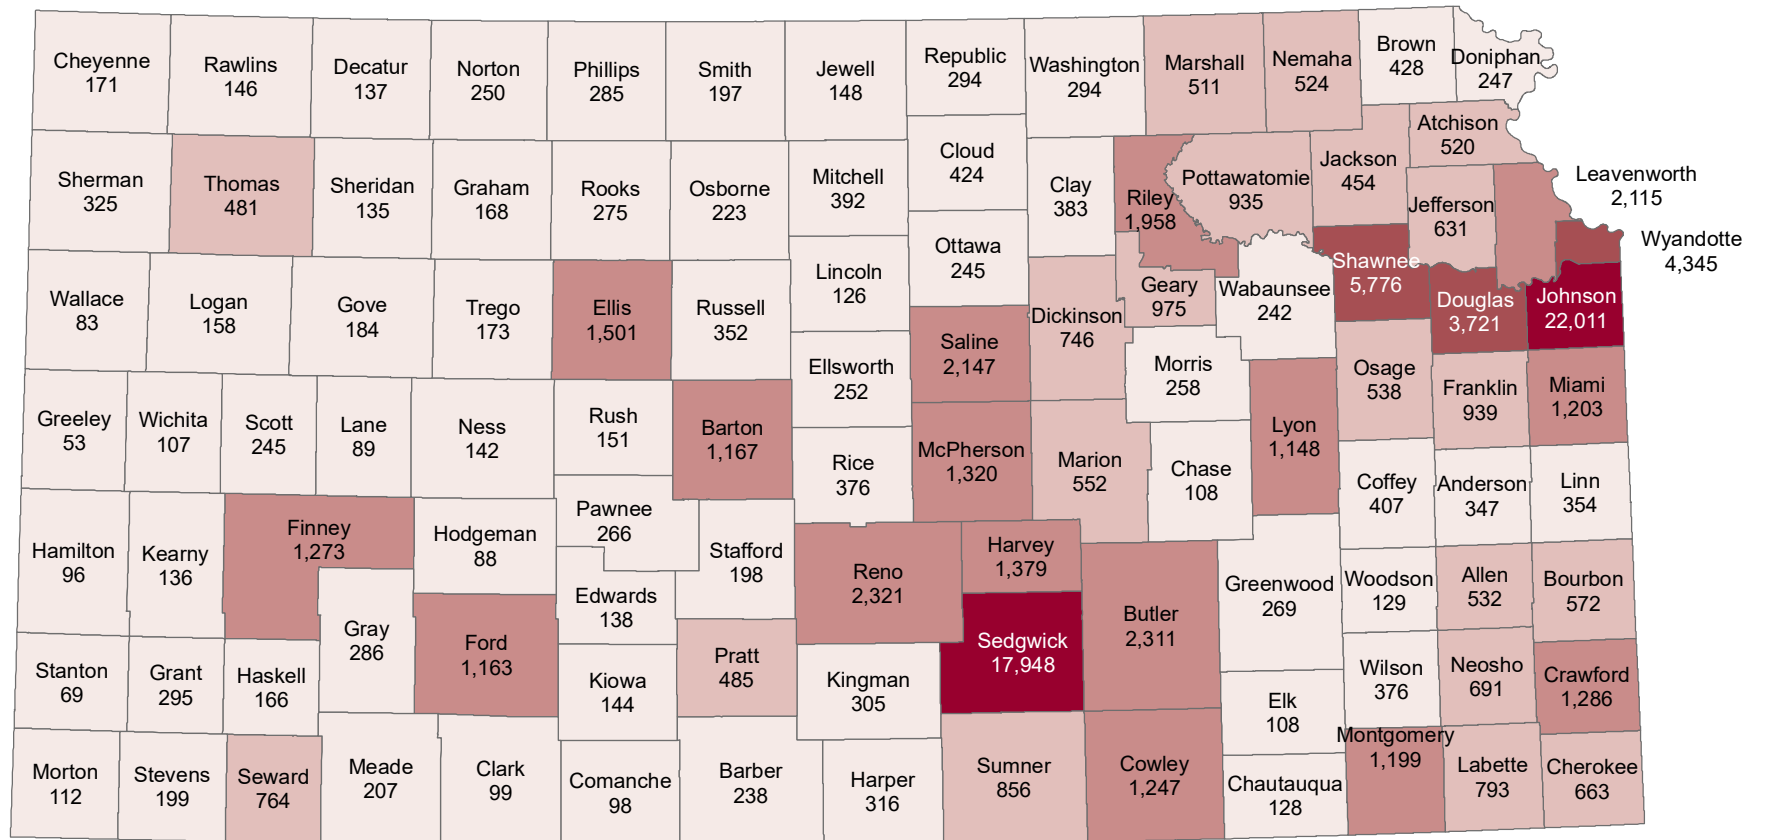 Cheyenne
171
Rawlins
146
Decatur
137
Norton
250
Phillips
285
Smith
197
Jewell
148
Republic
294
Washington
294
Marshall
511
Nemaha
524
Brown
428
Doniphan
247
Sherman
325
Thomas
481
Sheridan
135
Graham
168
Rooks
275
Osborne
223
Mitchell
392
Cloud
424
Clay
383
Riley
1,958
Pottawatomie
935
Jackson
454
Atchison
520
Jefferson
631
Leavenworth
2,115
Wyandotte
4,345
Wallace
83
Logan
158
Gove
184
Trego
173
Ellis
1,501
Russell
352
Lincoln
126
Ottawa
245
Saline
2,147
Dickinson
746
Geary
975
Wabaunsee
242
Shawnee
5,776
Douglas
3,721
Johnson
22,011
Greeley
53
Wichita
107
Scott
245
Lane
89
Ness
142
Rush
151
Barton
1,167
Ellsworth
252
Rice
376
McPherson
1,320
Marion
552
Morris
258
Chase
108
Lyon
1,148
Osage
538
Franklin
939
Miami
1,203
Coffey
407
Anderson
347
Linn
354
Hamilton
96
Kearny
136
Finney
1,273
Hodgeman
88
Pawnee
266
Edwards
138
Stafford
198
Reno
2,321
Harvey
1,379
Sedgwick
17,948
Butler
2,311
Greenwood
269
Woodson
129
Allen
532
Bourbon
572
Stanton
69
Grant
295
Haskell
166
Gray
286
Ford
1,163
Kiowa
144
Pratt
485
Kingman
305
Elk
108
Wilson
376
Neosho
691
Crawford
1,286
Morton
112
Stevens
199
Seward
764
Meade
207
Clark
99
Comanche
98
Barber
238
Harper
316
Sumner
856
Cowley
1,247
Chautauqua
128
Montgomery
1,199
Labette
793
Cherokee
663